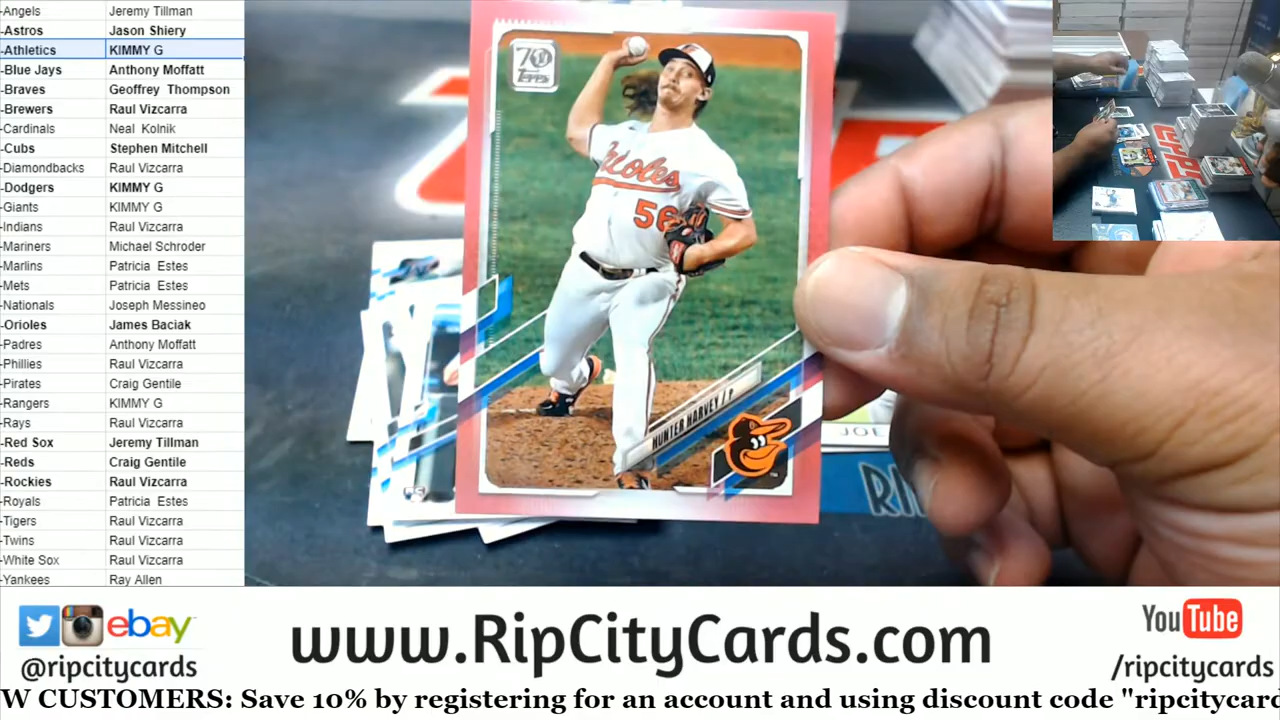 -Angels Jeremy Tillman
-Astros Jason Shiery
-Athletics KIMMY G
-Blue Jays Anthony Moffatt
-Braves Geoffrey Thompson
-Brewers Raul Vizcarra
-Cardinals Neal Kolnik
-Cubs Stephen Mitchell
-Diamondbacks Raul Vizcarra
-Dodgers KIMMY G
-Giants KIMMY G
-Indians Raul Vizcarra
-Mariners Michael Schroder
-Marlins Patricia Estes
-Mets Patricia Estes
-Nationals Joseph Messineo
-Orioles James Baciak
-Padres Anthony Moffatt
-Phillies Raul Vizcarra
-Pirates Craig Gentile
-Rangers KIMMY G
-Rays Raul Vizcarra
-Red Sox Jeremy Tillman
-Reds Craig Gentile
-Rockies Raul Vizcarra
-Royals Patricia Estes
-Tigers Raul Vizcarra
-Twins Raul Vizcarra
-White Sox Raul Vizcarra
-Yankees Ray Allen
70
Topps
Orioles
56
HUNTER HARVEY / P
JOE
RI
ebay
@ripcitycards
www.RipCityCards.com
YouTube
/ripcitycards
W CUSTOMERS: Save 10% by registering for an account and using discount code "ripcitycard